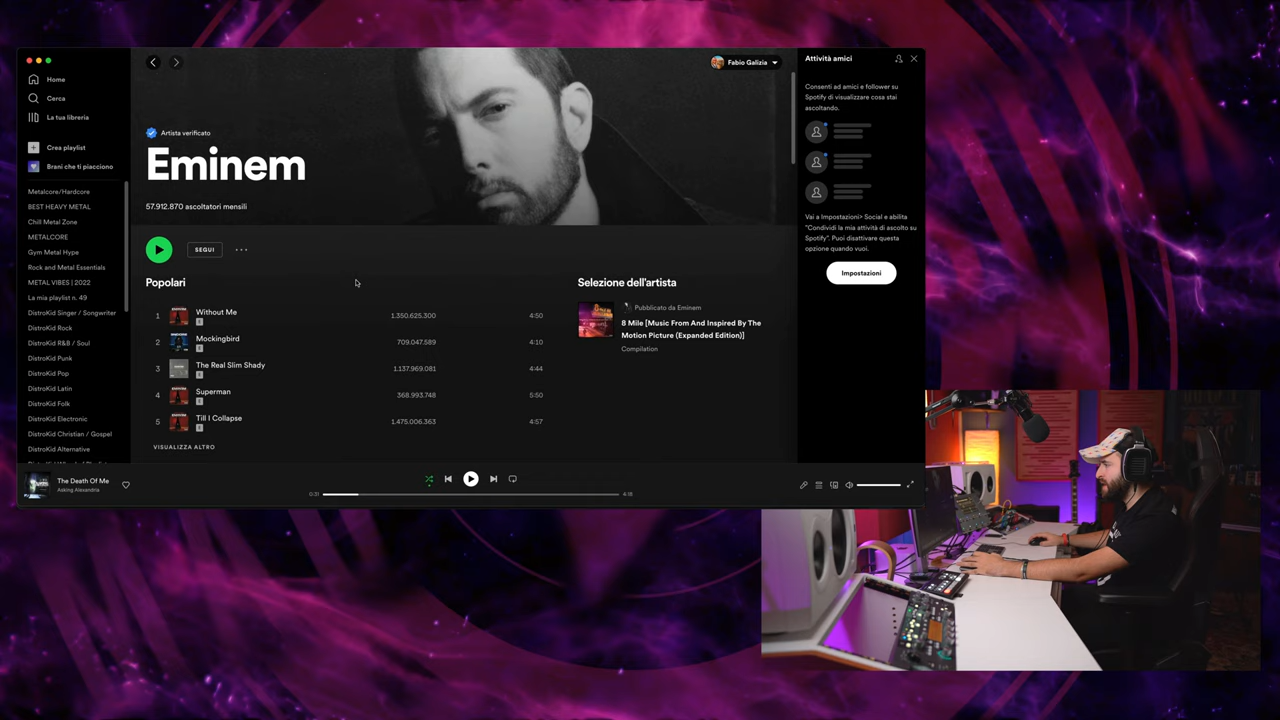 Home
Cerca
La tua libreria
Crea playlist
Brani che ti piacciono
Metalcore/Hardcore
BEST HEAVY METAL
Chill Metal Zone
METALCORE
Gym Metal Hype
Rock and Metal Essentials
METAL VIBES | 2022
La mia playlist n. 49
DistroKid Singer / Songwriter
DistroKid Rock
DistroKid R&B / Soul
DistroKid Punk
DistroKid Pop
DistroKid Latin
DistroKid Folk
DistroKid Electronic
DistroKid Christian / Gospel
DistroKid Alternative
Fabio Galizia
Artista verificato
Eminem
57.912.870 ascoltatori mensili
SEGUI
Popolari
1 Without Me 1.350.625.300 4:50
E
2 Mockingbird 709.047.589 4:10
E
3 The Real Slim Shady 1.137.969.081 4:44
E
4 Superman 368.993.748 5:50
E
5 Till I Collapse 1.475.006.363 4:57
E
VISUALIZZA ALTRO
Selezione dell'artista
Pubblicato da Eminem
8 Mile [Music From And Inspired By The
Motion Picture (Expanded Edition)]
Compilation
Attività amici
Consenti ad amici e follower su
Spotify di visualizzare cosa stai
ascoltando.
Vai a Impostazioni> Social e abilita
"Condividi la mia attività di ascolto su
Spotify". Puoi disattivare questa
opzione quando vuoi.
Impostazioni
The Death Of Me
Asking Alexandria
0:31
4:18